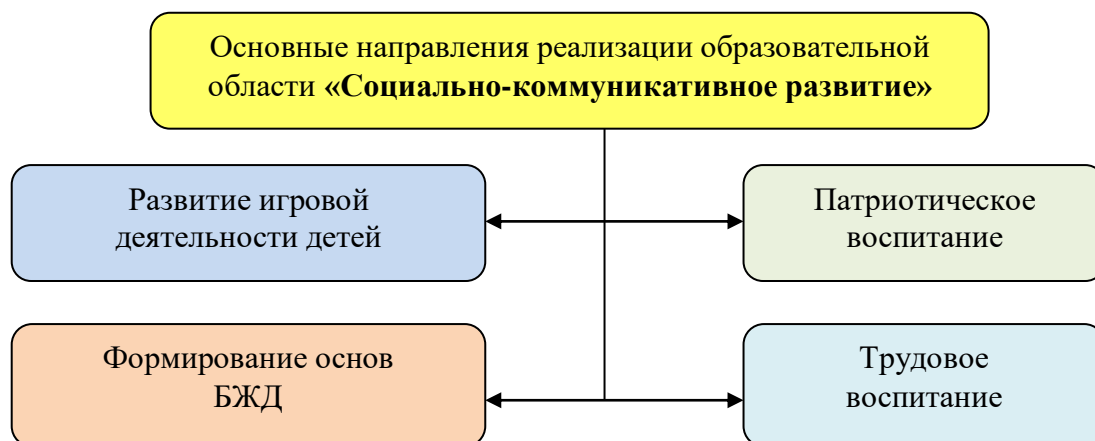 Основные направления реализации образовательной
области «Социально-коммуникативное развитие»
Развитие игровой
деятельности детей
Патриотическое
воспитание
Формирование основ
БЖД
Трудовое
воспитание